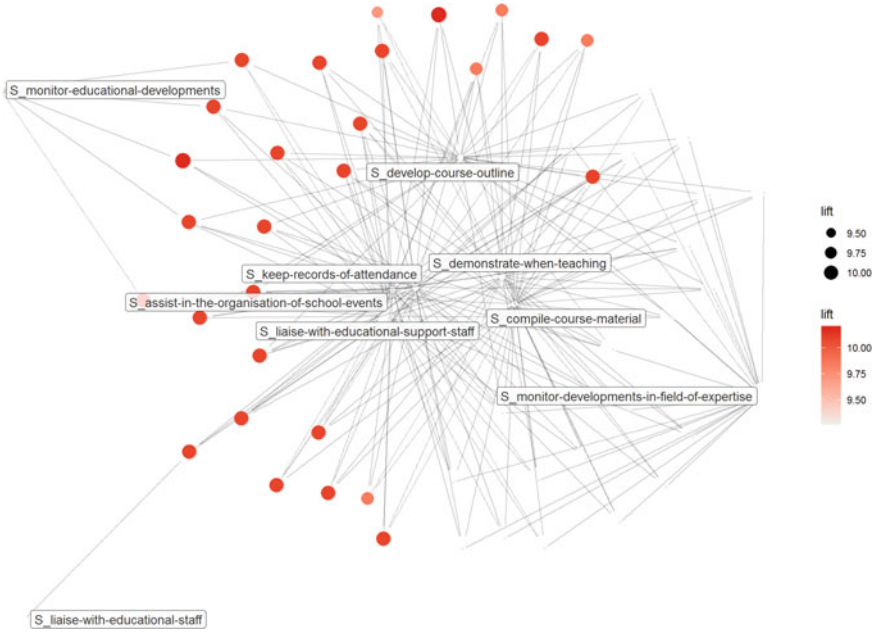 S_monitor-educational-developments
S_develop-course-outline
S_demonstrate-when-teaching
S_keep-records-of-attendance
S_assist-in-the-organisation-of-school-events
S_compile-course-material
S_liaise-with-educational-support-staff
S_monitor-developments-in-field-of-expertise
S_liaise-with-educational-staff
lift
9.50
9.75
10.00
lift
10.00
9.75
9.50